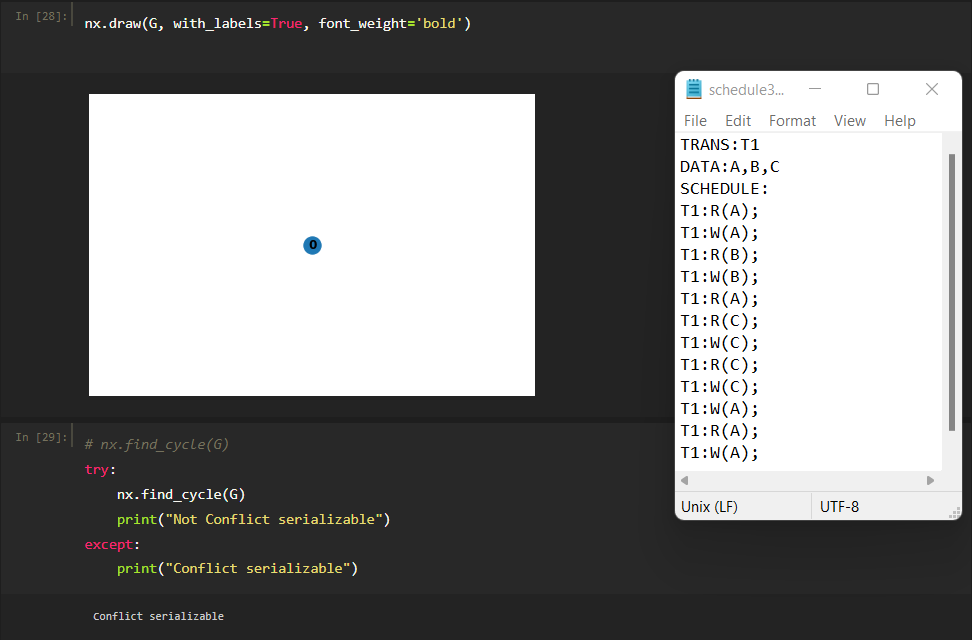 In [28]:
nx.draw(G, with_labels=True, font_weight='bold')
0
schedule3...
File Edit Format View Help
TRANS:T1
DATA:A,B,C
SCHEDULE:
T1:R(A);
T1:W(A);
T1:R(B);
T1:W(B);
T1:R(A);
T1:R(C);
T1:W(C);
T1:R(C);
T1:W(C);
T1:W(A);
T1:R(A);
T1:W(A);
Unix (LF) UTF-8
In [29]:
# nx.find_cycle(G)
try:
    nx.find_cycle(G)
    print("Not Conflict serializable")
except:
    print("Conflict serializable")
Conflict serializable